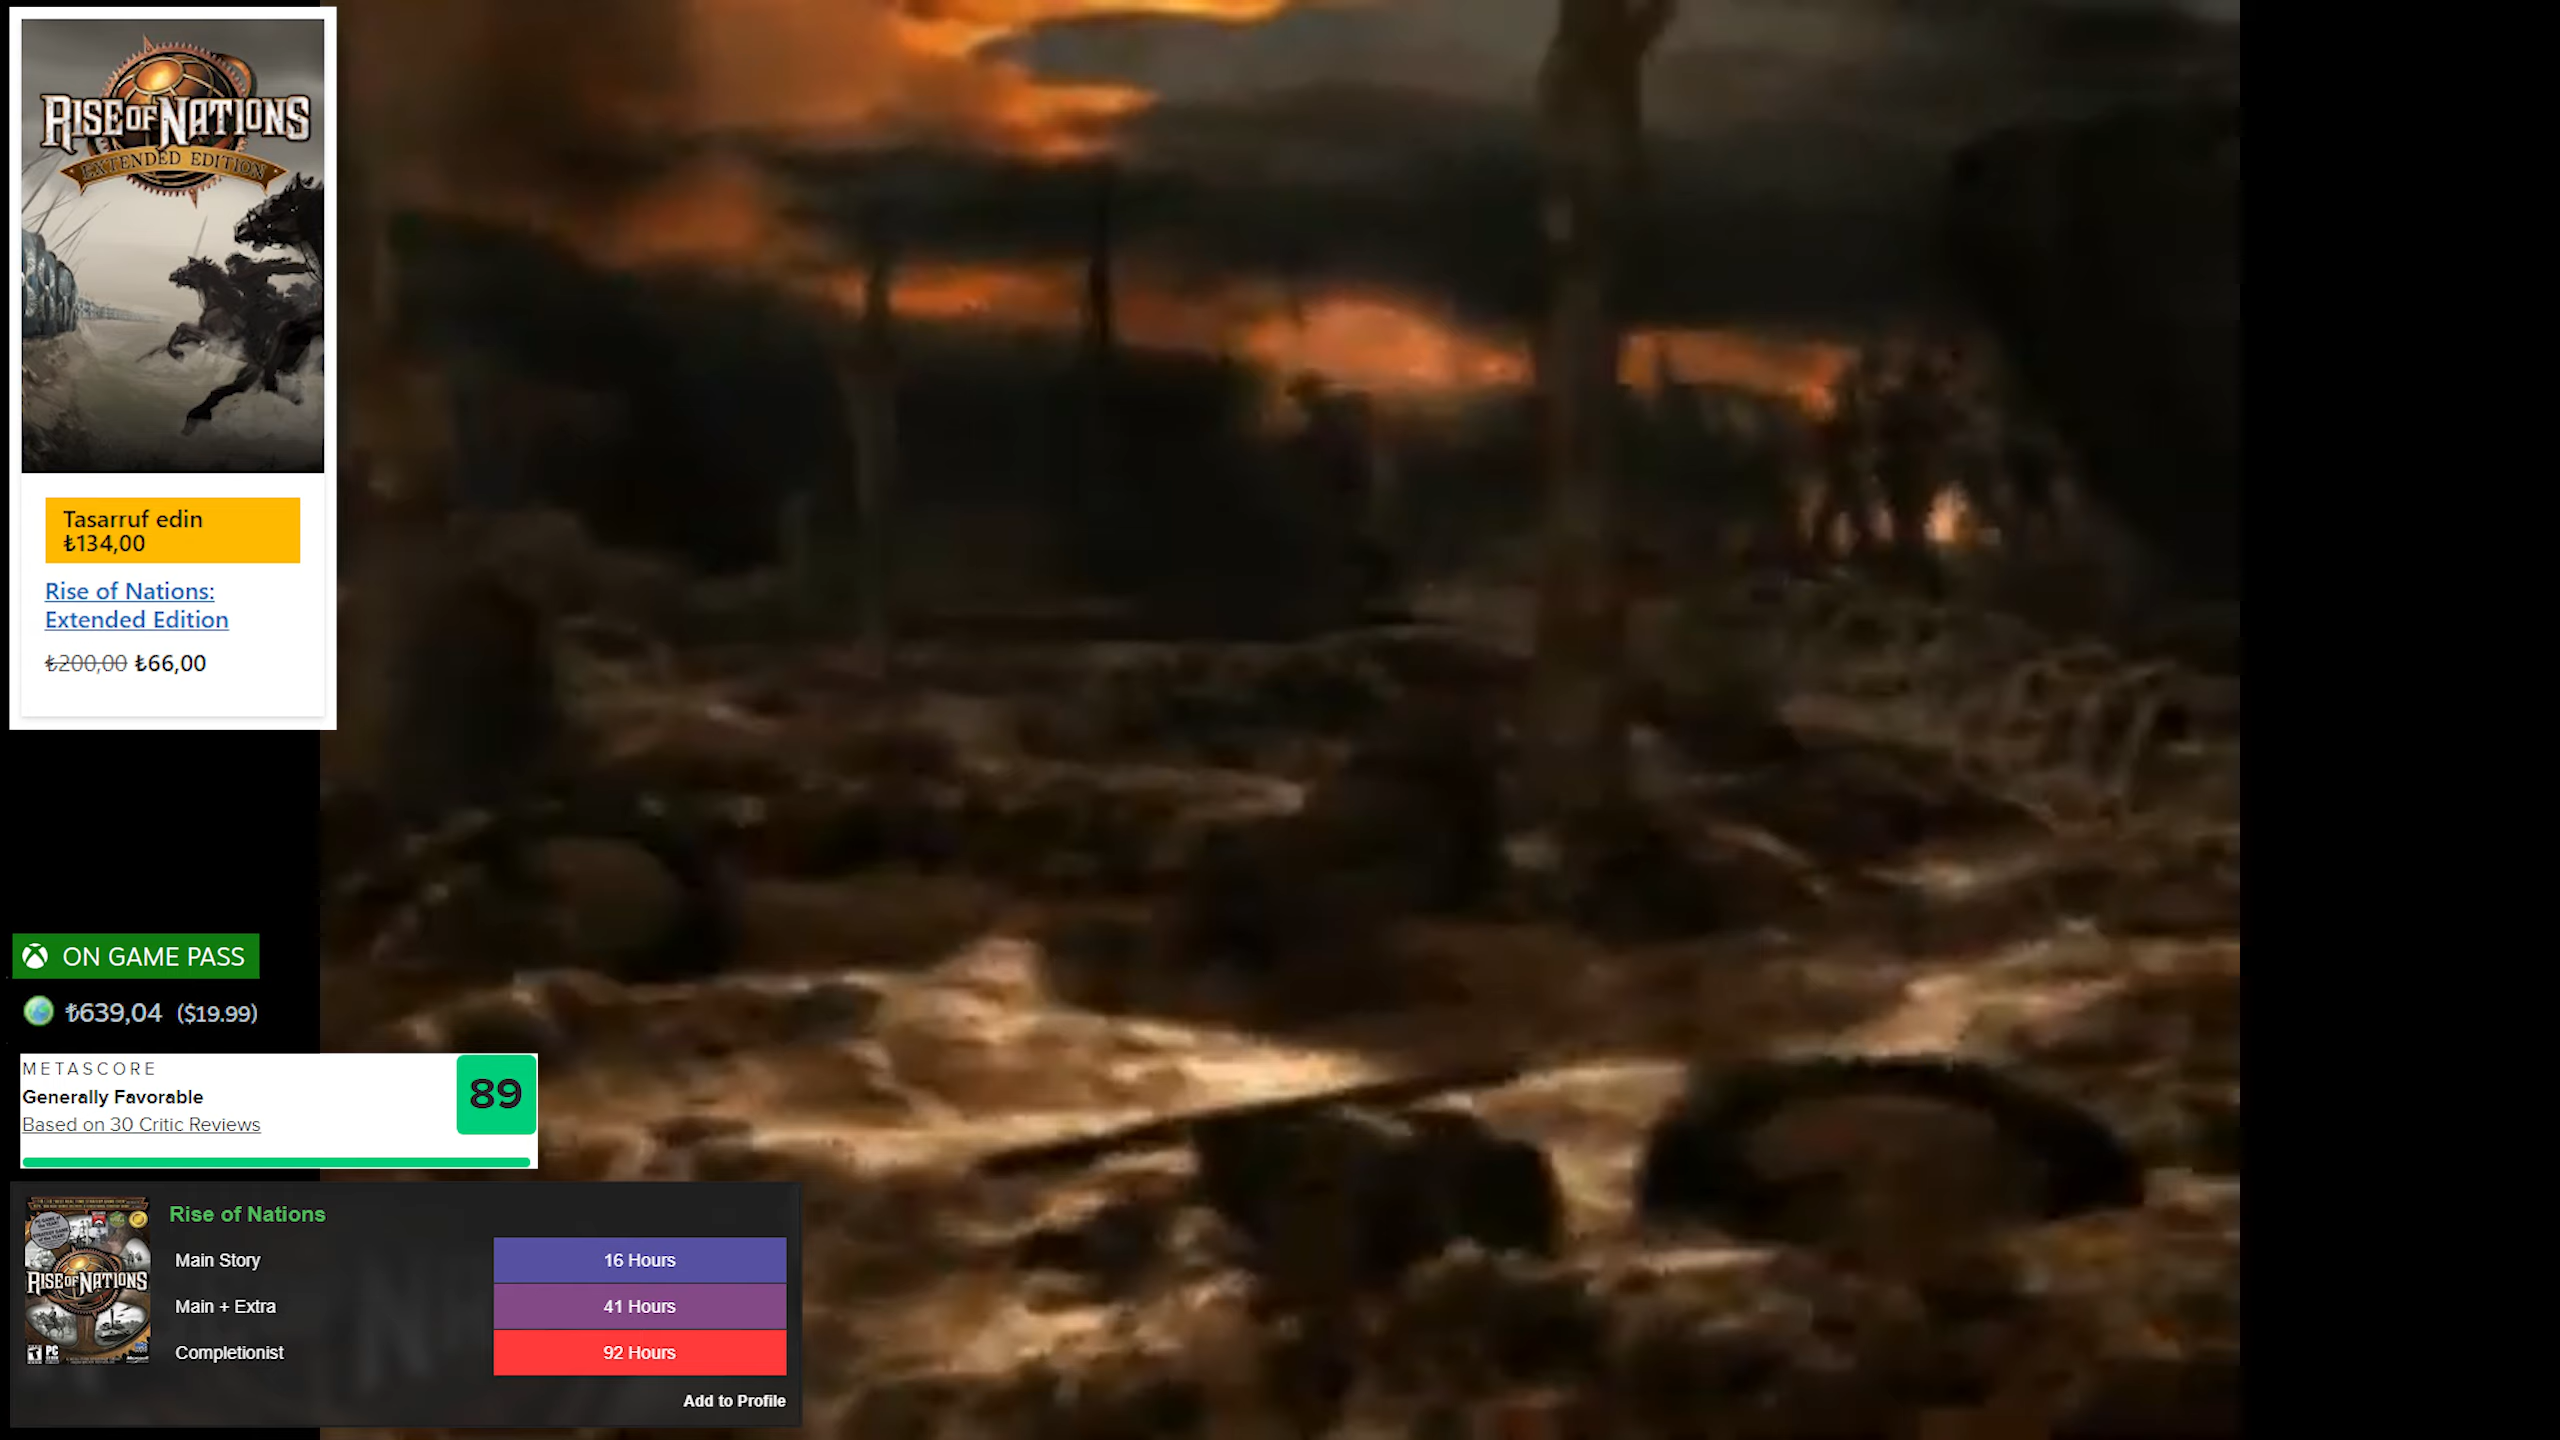 RISE OF NATIONS
EXTENDED EDITION
Tasarruf edin
₺134,00
Rise of Nations:
Extended Edition
₺200,00 ₺66,00
ON GAME PASS
₺639,04 ($19.99)
METASCORE
Generally Favorable
89
Based on 30 Critic Reviews
Rise of Nations
RISE OF NATIONS
PC
Main Story 16 Hours
Main + Extra 41 Hours
Completionist 92 Hours
Add to Profile